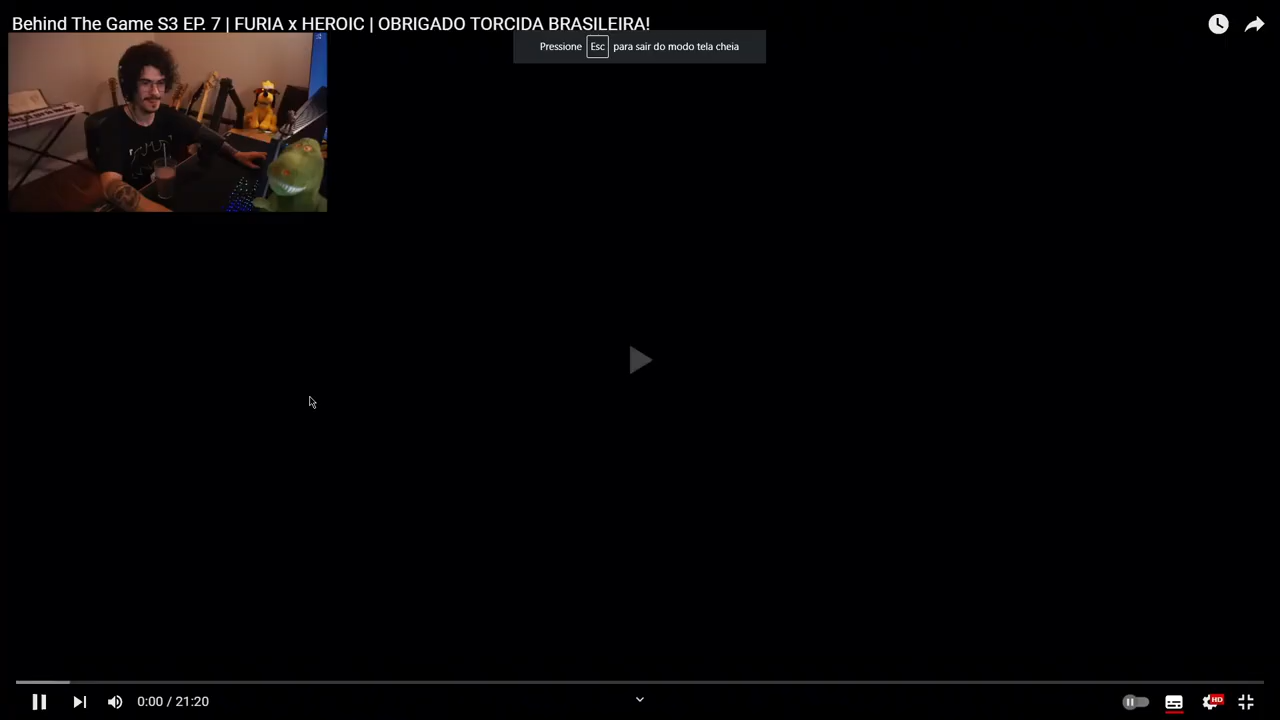 Behind The Game S3 EP. 7 | FURIA x HEROIC | OBRIGADO TORCIDA BRASILEIRA!
Pressione Esc para sair do modo tela cheia
0:00 / 21:20
HD